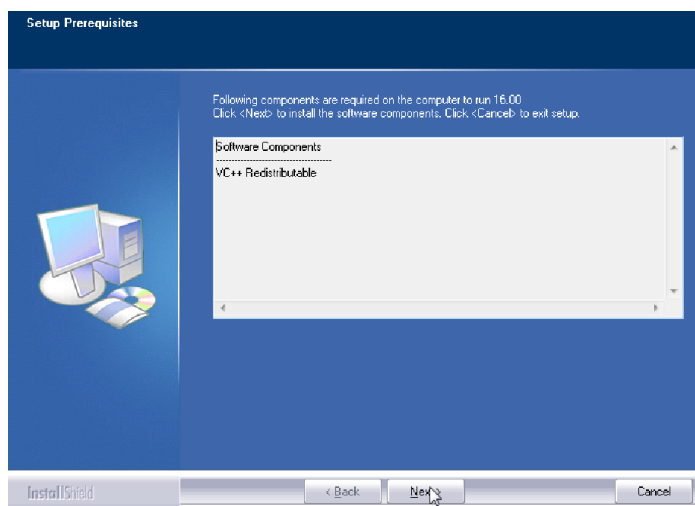 Setup Prerequisites
Following components are required on the computer to run 16.00
Click <Next> to install the software components. Click <Cancel> to exit setup.
Software Components
------------------------------------
VC++ Redistributable
InstallShield
< Back
Next >
Cancel